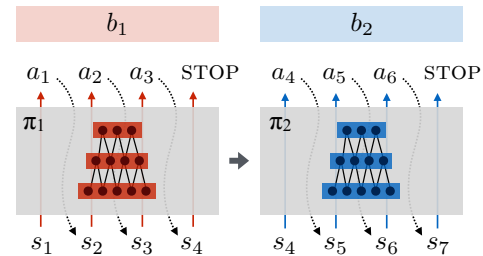 b₁ b₂
a₁ a₂ a₃ STOP a₄ a₅ a₆ STOP
π₁ π₂
s₁ s₂ s₃ s₄ s₄ s₅ s₆ s₇